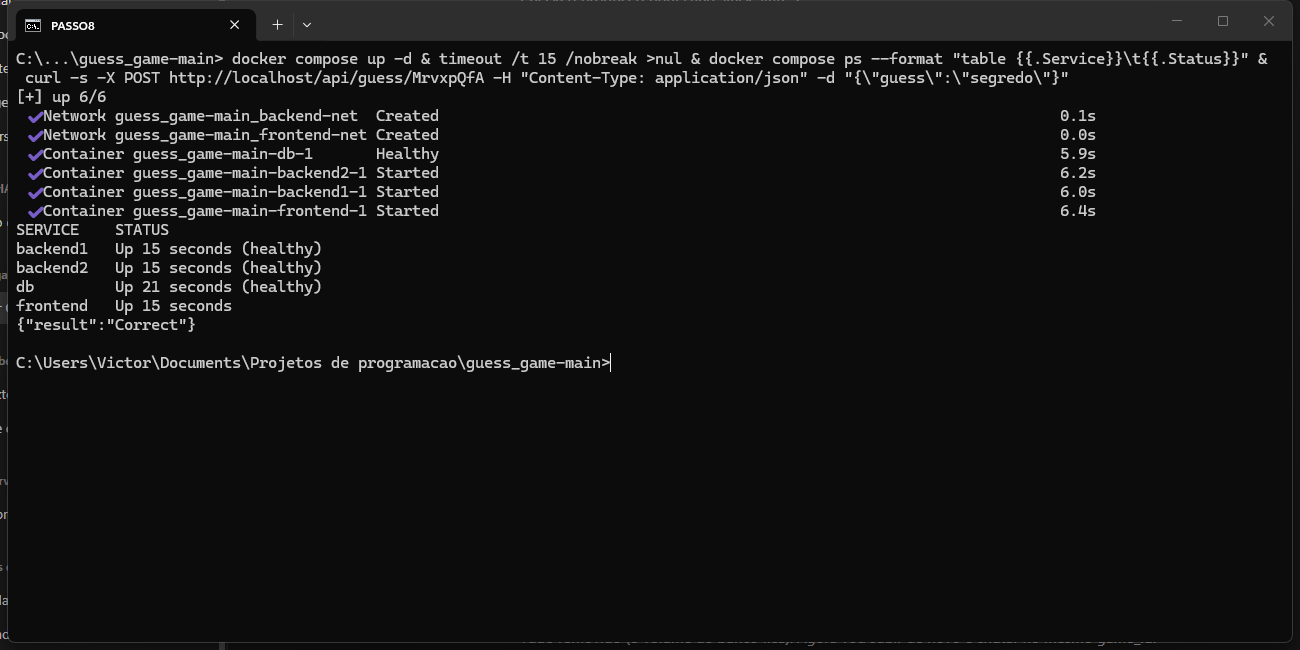 PASSO8
C:\...\guess_game-main> docker compose up -d & timeout /t 15 /nobreak >nul & docker compose ps --format "table {{.Service}}\t{{.Status}}" &
curl -s -X POST http://localhost/api/guess/MrvxpQfA -H "Content-Type: application/json" -d "{\"guess\":\"segredo\"}"
[+] up 6/6
✔Network guess_game-main_backend-net Created 0.1s
✔Network guess_game-main_frontend-net Created 0.0s
✔Container guess_game-main-db-1 Healthy 5.9s
✔Container guess_game-main-backend2-1 Started 6.2s
✔Container guess_game-main-backend1-1 Started 6.0s
✔Container guess_game-main-frontend-1 Started 6.4s
SERVICE STATUS
backend1 Up 15 seconds (healthy)
backend2 Up 15 seconds (healthy)
db Up 21 seconds (healthy)
frontend Up 15 seconds
{"result":"Correct"}
C:\Users\Victor\Documents\Projetos de programacao\guess_game-main>